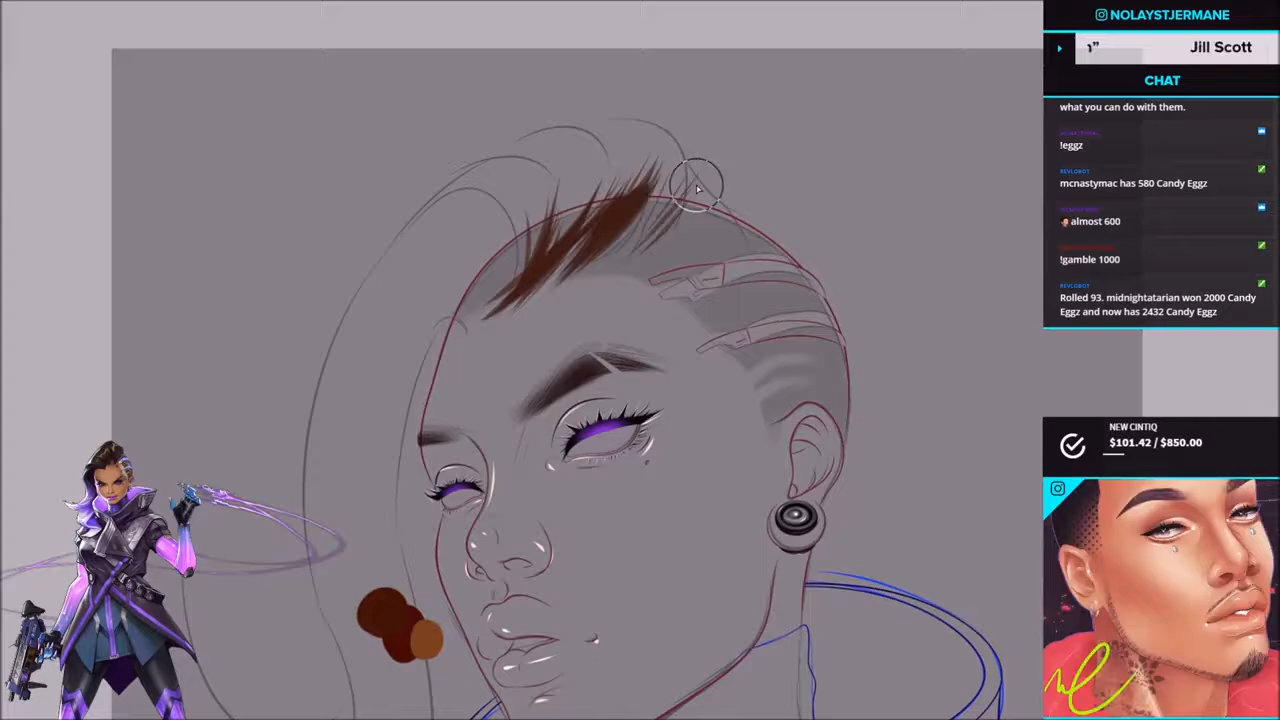 NOLAYSTJERMANE
Jill Scott
CHAT
what you can do with them.
!eggz
REVLOBOT
mcnastymac has 580 Candy Eggz
almost 600
!gamble 1000
REVLOBOT
Rolled 93. midnightatarian won 2000 Candy
Eggz and now has 2432 Candy Eggz
NEW CINTIQ
$101.42 / $850.00